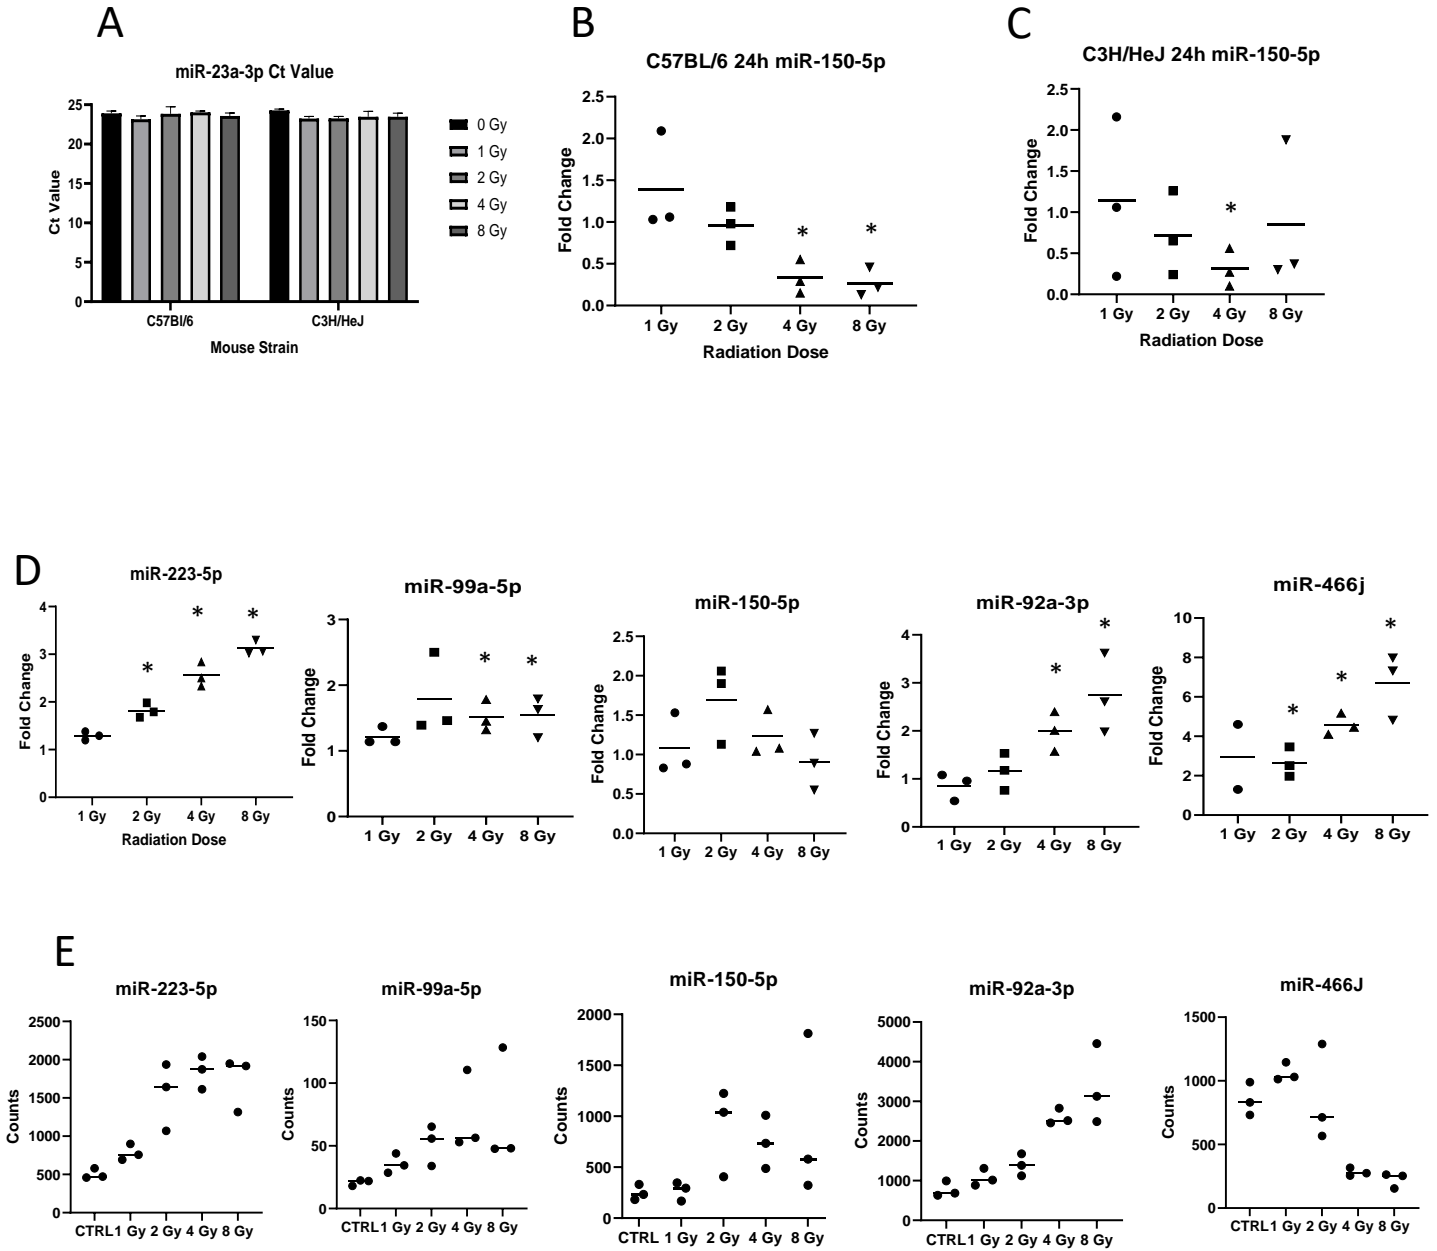 A
miR-23a-3p Ct Value
Ct Value
25
20
15
10
5
0
C57Bl/6
C3H/HeJ
Mouse Strain
0 Gy
1 Gy
2 Gy
4 Gy
8 Gy
B
C57BL/6 24h miR-150-5p
Fold Change
2.5
2.0
1.5
1.0
0.5
0.0
* *
1 Gy 2 Gy 4 Gy 8 Gy
Radiation Dose
C
C3H/HeJ 24h miR-150-5p
Fold Change
2.5
2.0
1.5
1.0
0.5
0.0
*
1 Gy 2 Gy 4 Gy 8 Gy
Radiation Dose
D
miR-223-5p
Fold Change
4
3
2
1
0
* * *
1 Gy 2 Gy 4 Gy 8 Gy
Radiation Dose
miR-99a-5p
Fold Change
3
2
1
0
* *
1 Gy 2 Gy 4 Gy 8 Gy
miR-150-5p
Fold Change
2.5
2.0
1.5
1.0
0.5
0.0
1 Gy 2 Gy 4 Gy 8 Gy
miR-92a-3p
Fold Change
4
3
2
1
0
* *
1 Gy 2 Gy 4 Gy 8 Gy
miR-466j
Fold Change
10
8
6
4
2
0
* * *
1 Gy 2 Gy 4 Gy 8 Gy
E
miR-223-5p
Counts
2500
2000
1500
1000
500
0
CTRL 1 Gy 2 Gy 4 Gy 8 Gy
miR-99a-5p
Counts
150
100
50
0
CTRL 1 Gy 2 Gy 4 Gy 8 Gy
miR-150-5p
Counts
2000
1500
1000
500
0
CTRL 1 Gy 2 Gy 4 Gy 8 Gy
miR-92a-3p
Counts
5000
4000
3000
2000
1000
0
CTRL 1 Gy 2 Gy 4 Gy 8 Gy
miR-466J
Counts
1500
1000
500
0
CTRL 1 Gy 2 Gy 4 Gy 8 Gy